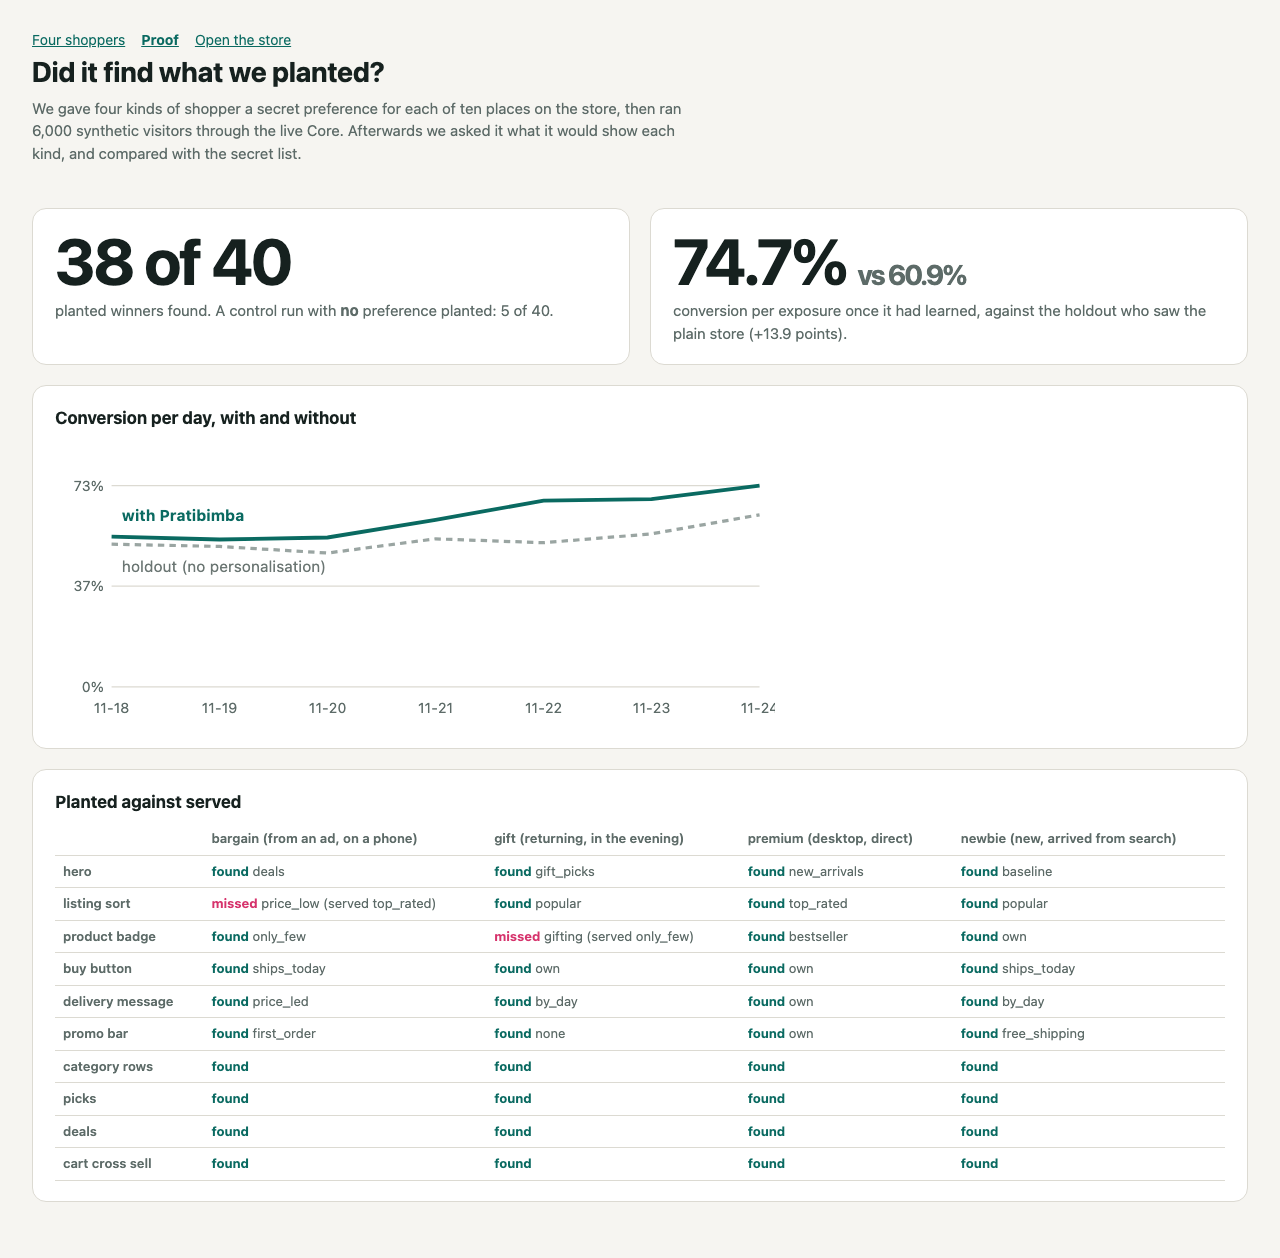 Four shoppers Proof Open the store
Did it find what we planted?
We gave four kinds of shopper a secret preference for each of ten places on the store, then ran
6,000 synthetic visitors through the live Core. Afterwards we asked it what it would show each
kind, and compared with the secret list.
38 of 40
planted winners found. A control run with no preference planted: 5 of 40.
74.7% vs 60.9%
conversion per exposure once it had learned, against the holdout who saw the
plain store (+13.9 points).
Conversion per day, with and without
73%
with Pratibimba
holdout (no personalisation)
37%
0%
11-18 11-19 11-20 11-21 11-22 11-23 11-24
Planted against served
bargain (from an ad, on a phone) gift (returning, in the evening) premium (desktop, direct) newbie (new, arrived from search)
hero found deals found gift_picks found new_arrivals found baseline
listing sort missed price_low (served top_rated) found popular found top_rated found popular
product badge found only_few missed gifting (served only_few) found bestseller found own
buy button found ships_today found own found own found ships_today
delivery message found price_led found by_day found own found by_day
promo bar found first_order found none found own found free_shipping
category rows found found found found
picks found found found found
deals found found found found
cart cross sell found found found found